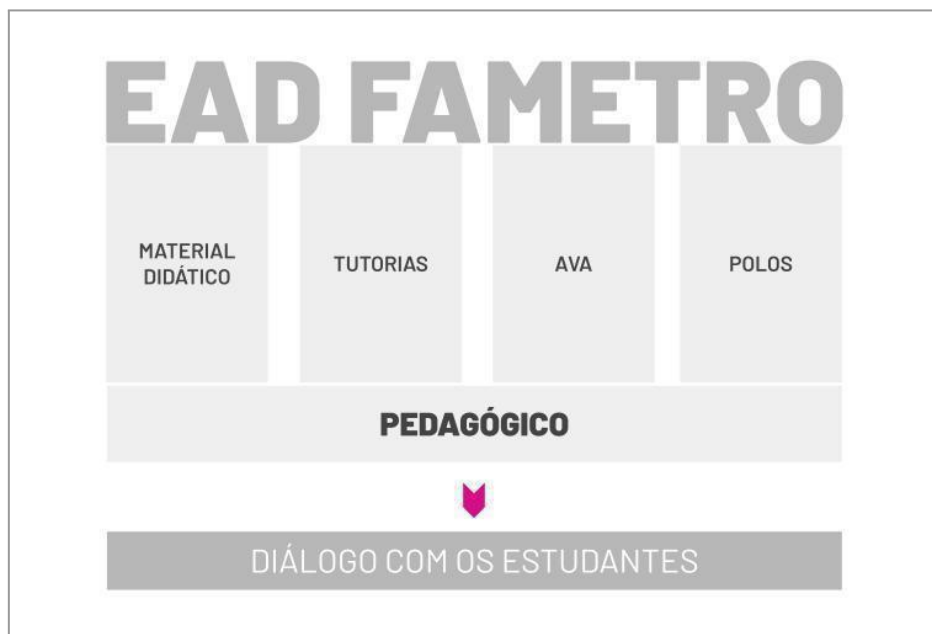 EAD FAMETRO
MATERIAL
DIDÁTICO
TUTORIAS
AVA
POLOS
PEDAGÓGICO
DIÁLOGO COM OS ESTUDANTES